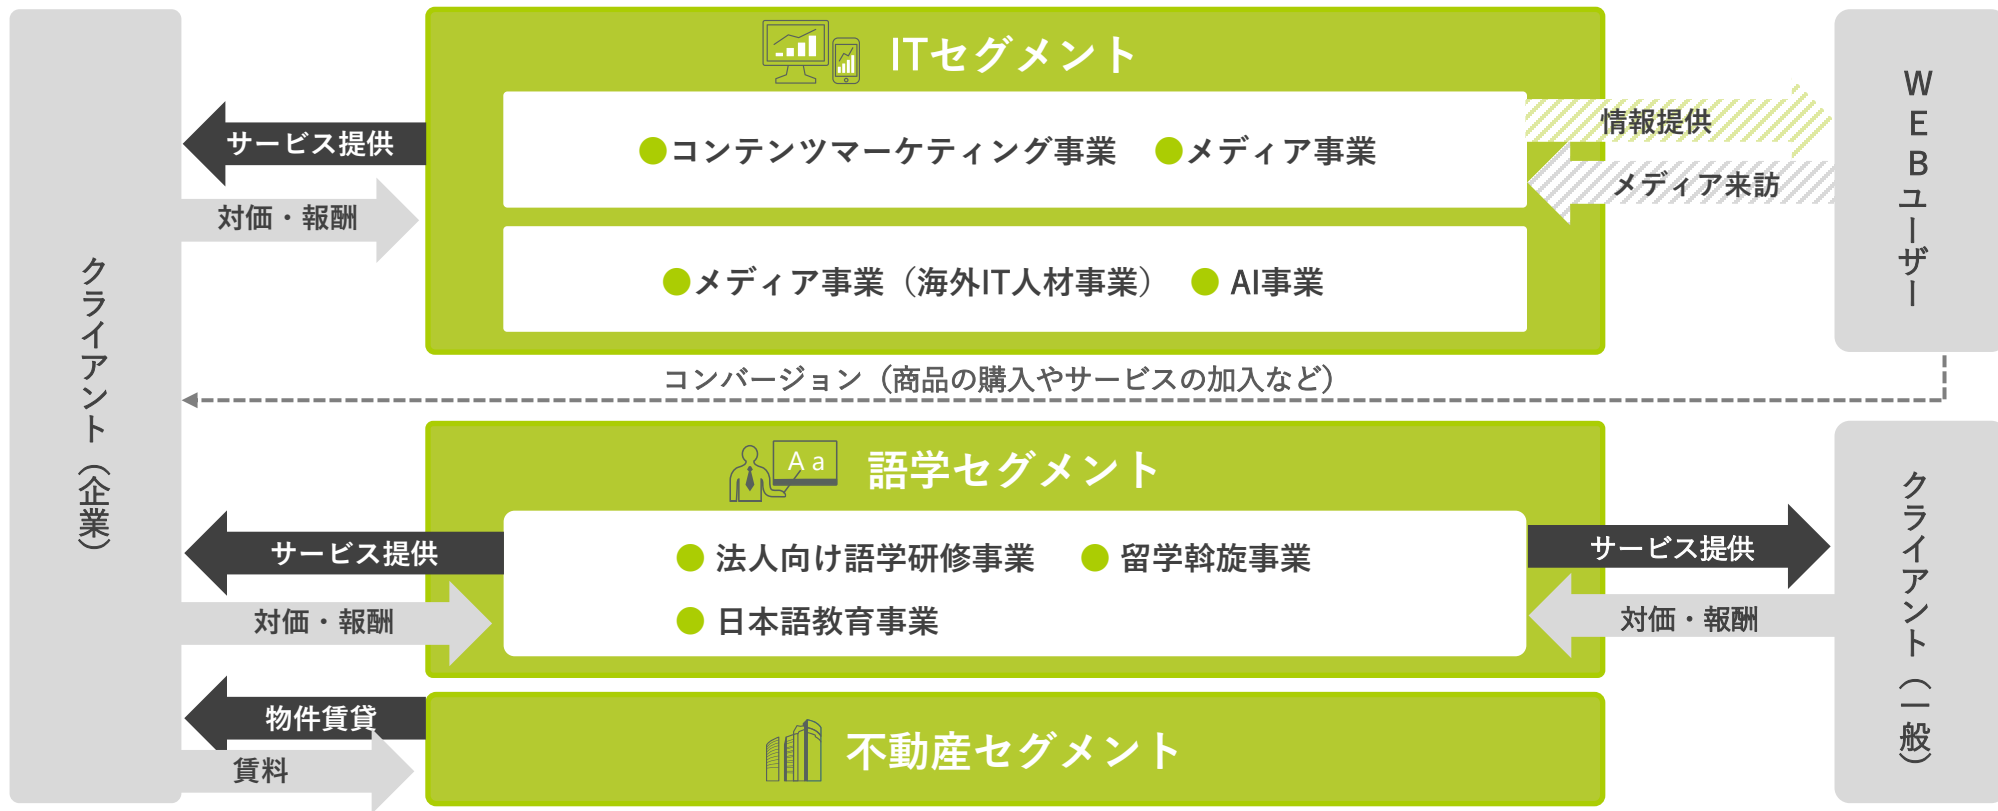 ITセグメント
コンテンツマーケティング事業
メディア事業
メディア事業（海外IT人材事業）
AI事業
サービス提供
対価・報酬
情報提供
メディア来訪
WEBユーザー
クライアント（企業）
コンバージョン（商品の購入やサービスの加入など）
A a
語学セグメント
法人向け語学研修事業
留学斡旋事業
日本語教育事業
サービス提供
対価・報酬
サービス提供
対価・報酬
クライアント（一般）
物件賃貸
賃料
不動産セグメント